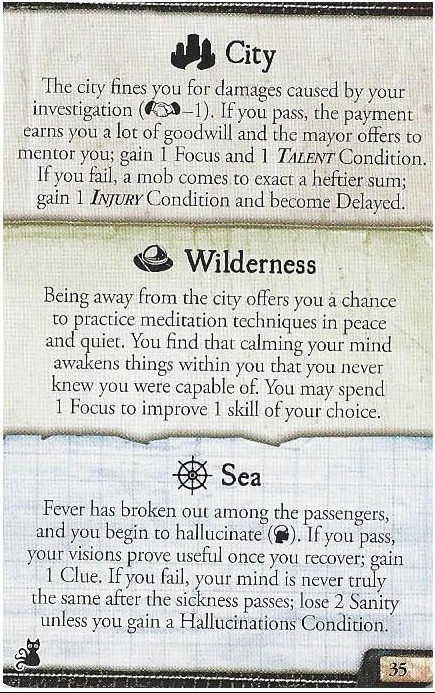 City
The city fines you for damages caused by your
investigation (–1). If you pass, the payment
earns you a lot of goodwill and the mayor offers to
mentor you; gain 1 Focus and 1 TALENT Condition.
If you fail, a mob comes to exact a heftier sum;
gain 1 INJURY Condition and become Delayed.
Wilderness
Being away from the city offers you a chance
to practice meditation techniques in peace
and quiet. You find that calming your mind
awakens things within you that you never
knew you were capable of. You may spend
1 Focus to improve 1 skill of your choice.
Sea
Fever has broken out among the passengers,
and you begin to hallucinate (). If you pass,
your visions prove useful once you recover; gain
1 Clue. If you fail, your mind is never truly
the same after the sickness passes; lose 2 Sanity
unless you gain a Hallucinations Condition.
35